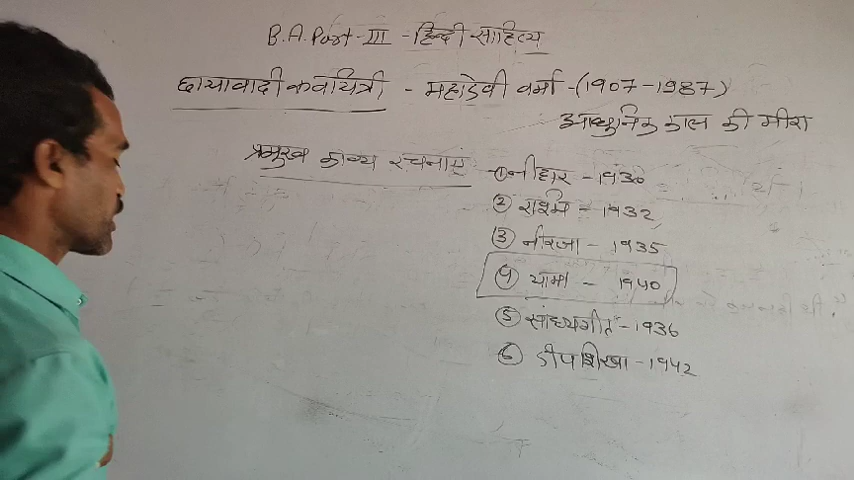 B.A. Part-III - हिन्दी साहित्य
छायावादी कवयित्री - महादेवी वर्मा - (1907-1987)
आधुनिक काल की मीरा
प्रमुख काव्य रचनाएं
① नीहार - 1930
② रश्मि - 1932
③ नीरजा - 1935
④ यामा - 1940
⑤ सांध्यगीत - 1936
⑥ दीपशिखा - 1942